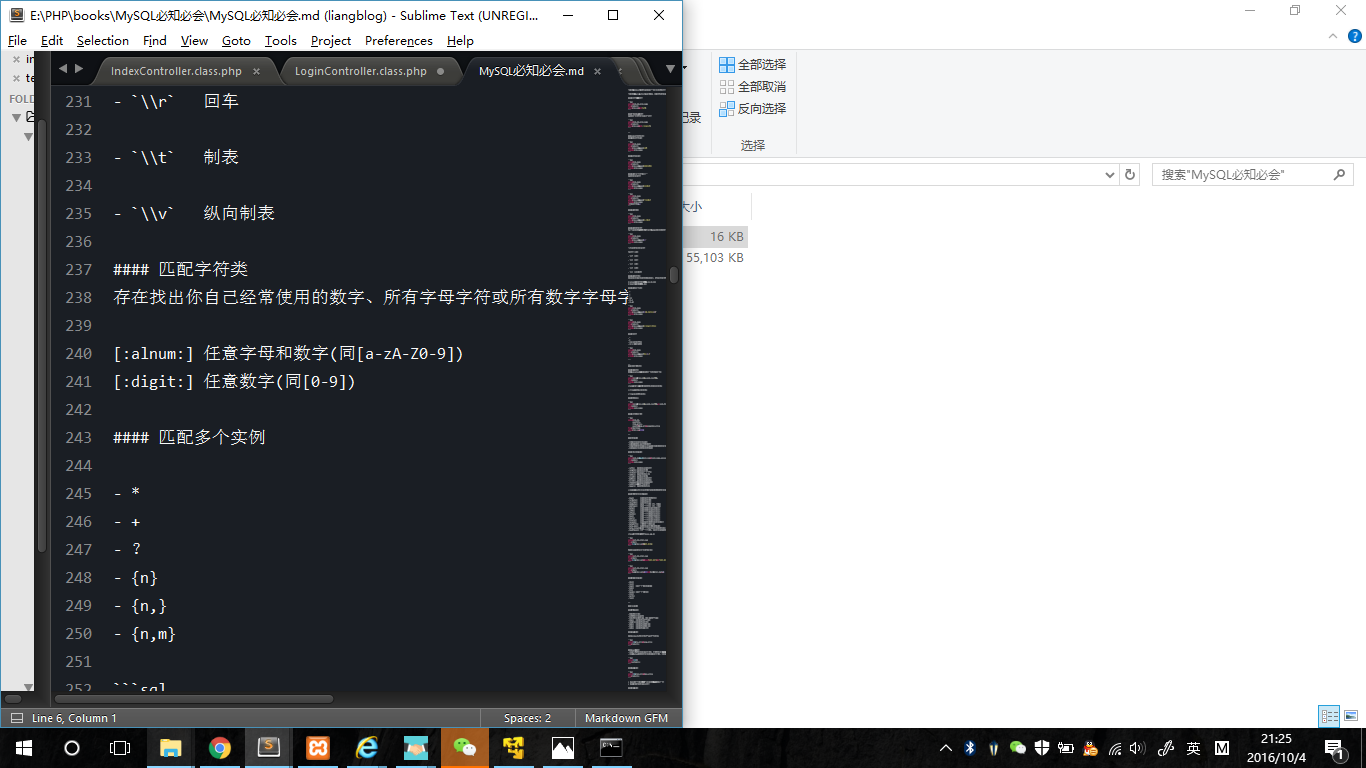 E:\PHP\books\MySQL必知必会\MySQL必知必会.md (liangblog) - Sublime Text (UNREGI...
File Edit Selection Find View Goto Tools Project Preferences Help
IndexController.class.php × LoginController.class.php MySQL必知必会.md ×
FOLD
231 - `\\r` 回车
232
233 - `\\t` 制表
234
235 - `\\v` 纵向制表
236
237 #### 匹配字符类
238 存在找出你自己经常使用的数字、所有字母字符或所有数字字母字
239
240 [:alnum:] 任意字母和数字(同[a-zA-Z0-9])
241 [:digit:] 任意数字(同[0-9])
242
243 #### 匹配多个实例
244
245 - *
246 - +
247 - ?
248 - {n}
249 - {n,}
250 - {n,m}
251
252 ```sql
Line 6, Column 1 Spaces: 2 Markdown GFM
全部选择
全部取消
反向选择
记录
选择
搜索"MySQL必知必会"
大小
16 KB
55,103 KB
英 M
21:25
2016/10/4
1